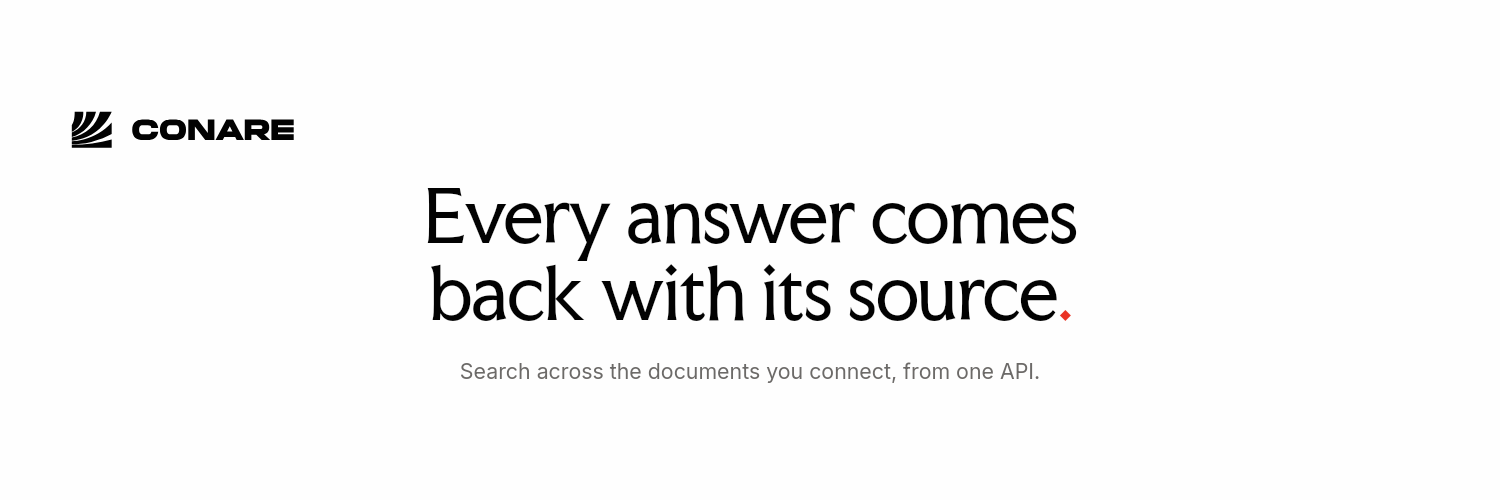 CONARE
Every answer comes
back with its source.
Search across the documents you connect, from one API.